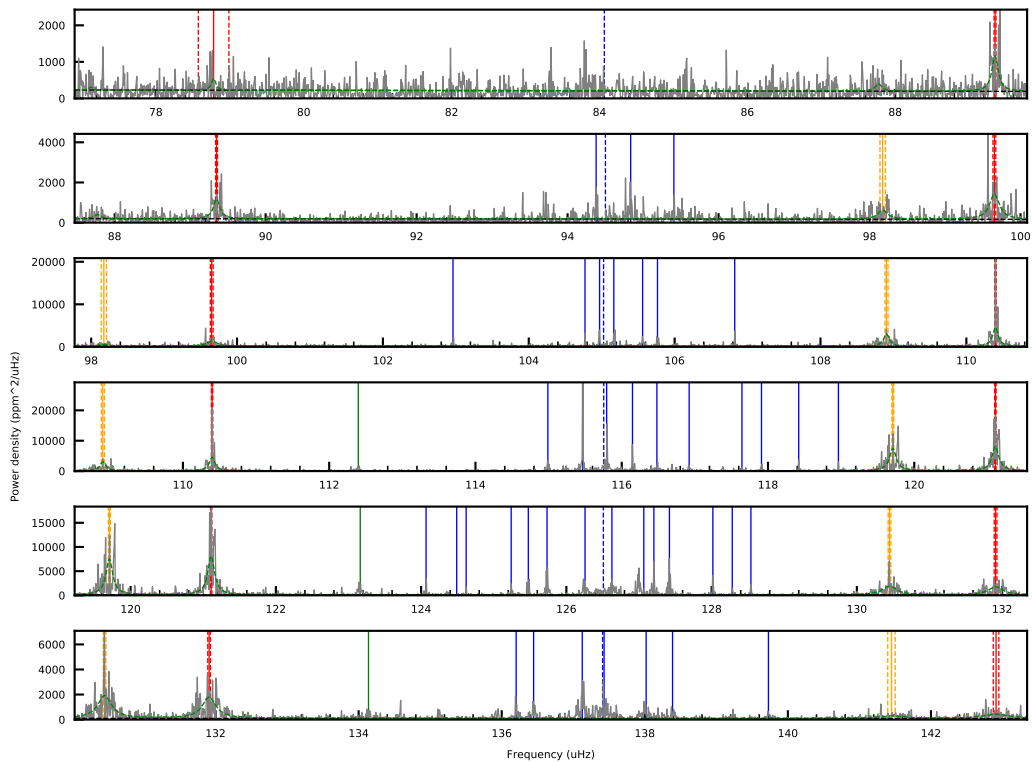 2000
1000
0
78 80 82 84 86 88
4000
2000
0
88 90 92 94 96 98 100
20000
10000
0
98 100 102 104 106 108 110
Power density (ppm^2/uHz)
20000
10000
0
110 112 114 116 118 120
15000
10000
5000
0
120 122 124 126 128 130 132
6000
4000
2000
0
132 134 136 138 140 142
Frequency (uHz)